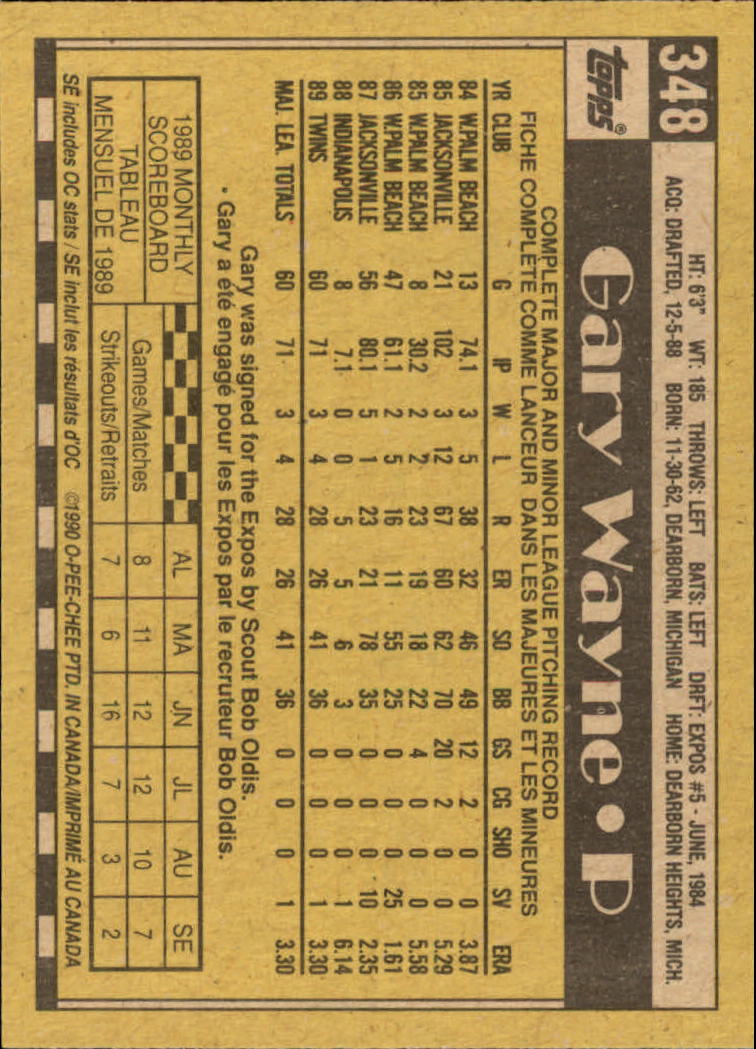 348
HT: 6'3" WT: 185 THROWS: LEFT BATS: LEFT DRFT: EXPOS #5 - JUNE, 1984
ACQ: DRAFTED, 12-5-88 BORN: 11-30-62, DEARBORN, MICHIGAN HOME: DEARBORN HEIGHTS, MICH.
topps®
Gary Wayne • P
COMPLETE MAJOR AND MINOR LEAGUE PITCHING RECORD
FICHE COMPLÈTE COMME LANCEUR DANS LES MAJEURES ET LES MINEURES
YR CLUB G IP W L R ER SO BB GS CG SHO SV ERA
84 W.PALM BEACH 13 74.1 3 5 38 32 46 49 12 2 0 0 3.87
85 JACKSONVILLE 21 102 3 12 67 60 62 70 20 2 0 0 5.29
85 W.PALM BEACH 8 30.2 2 2 23 19 18 22 4 0 0 0 5.58
86 W.PALM BEACH 47 61.1 2 5 16 11 55 25 0 0 0 25 1.61
87 JACKSONVILLE 56 80.1 5 1 23 21 78 35 0 0 0 10 2.35
88 INDIANAPOLIS 8 7.1 0 0 5 5 6 3 0 0 0 1 6.14
89 TWINS 60 71 3 4 28 26 41 36 0 0 0 1 3.30
MAJ. LEA. TOTALS 60 71 3 4 28 26 41 36 0 0 0 1 3.30
Gary was signed for the Expos by Scout Bob Oldis.
• Gary a été engagé pour les Expos par le recruteur Bob Oldis.
1989 MONTHLY SCOREBOARD
TABLEAU MENSUEL DE 1989
AL MA JN JL AU SE
Games/Matches 8 11 12 12 10 7
Strikeouts/Retraits 7 6 16 7 3 2
SE includes OC stats / SE inclut les résultats d'OC ©1990 O-PEE-CHEE PTD. IN CANADA/IMPRIMÉ AU CANADA